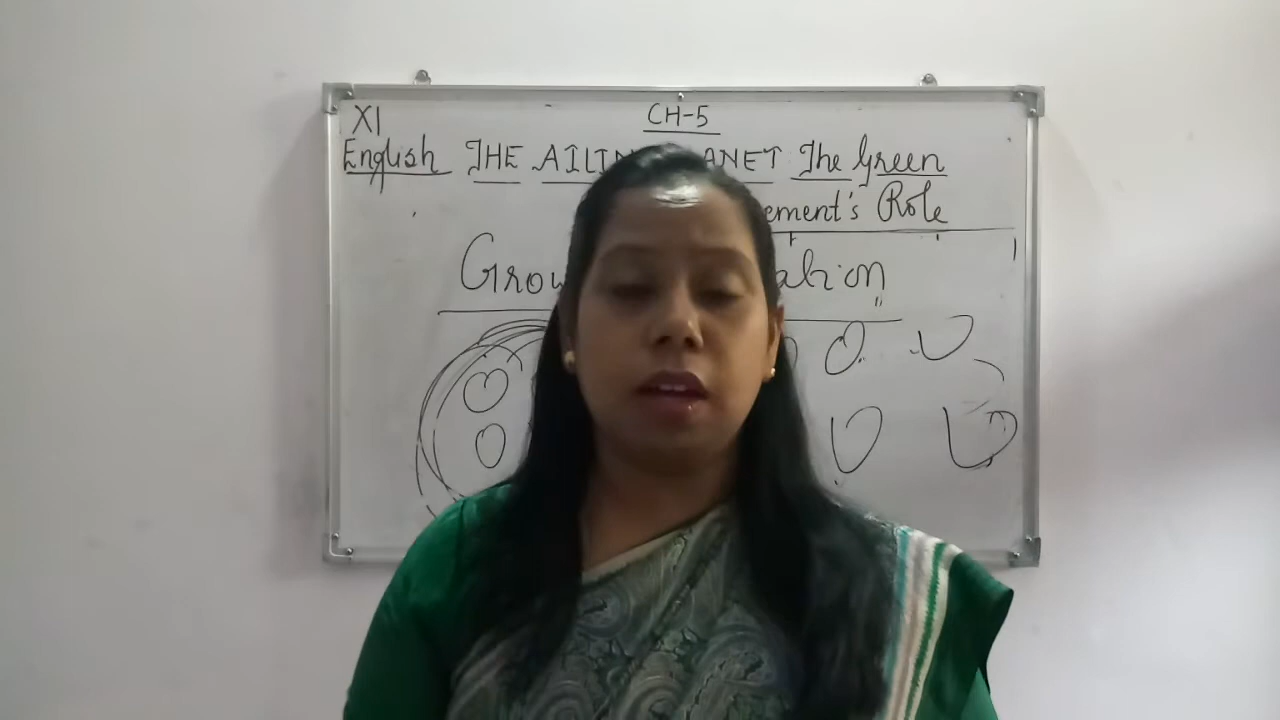 XI
CH-5
English THE AILIN ANET The Green
ement's Role
Grow ation